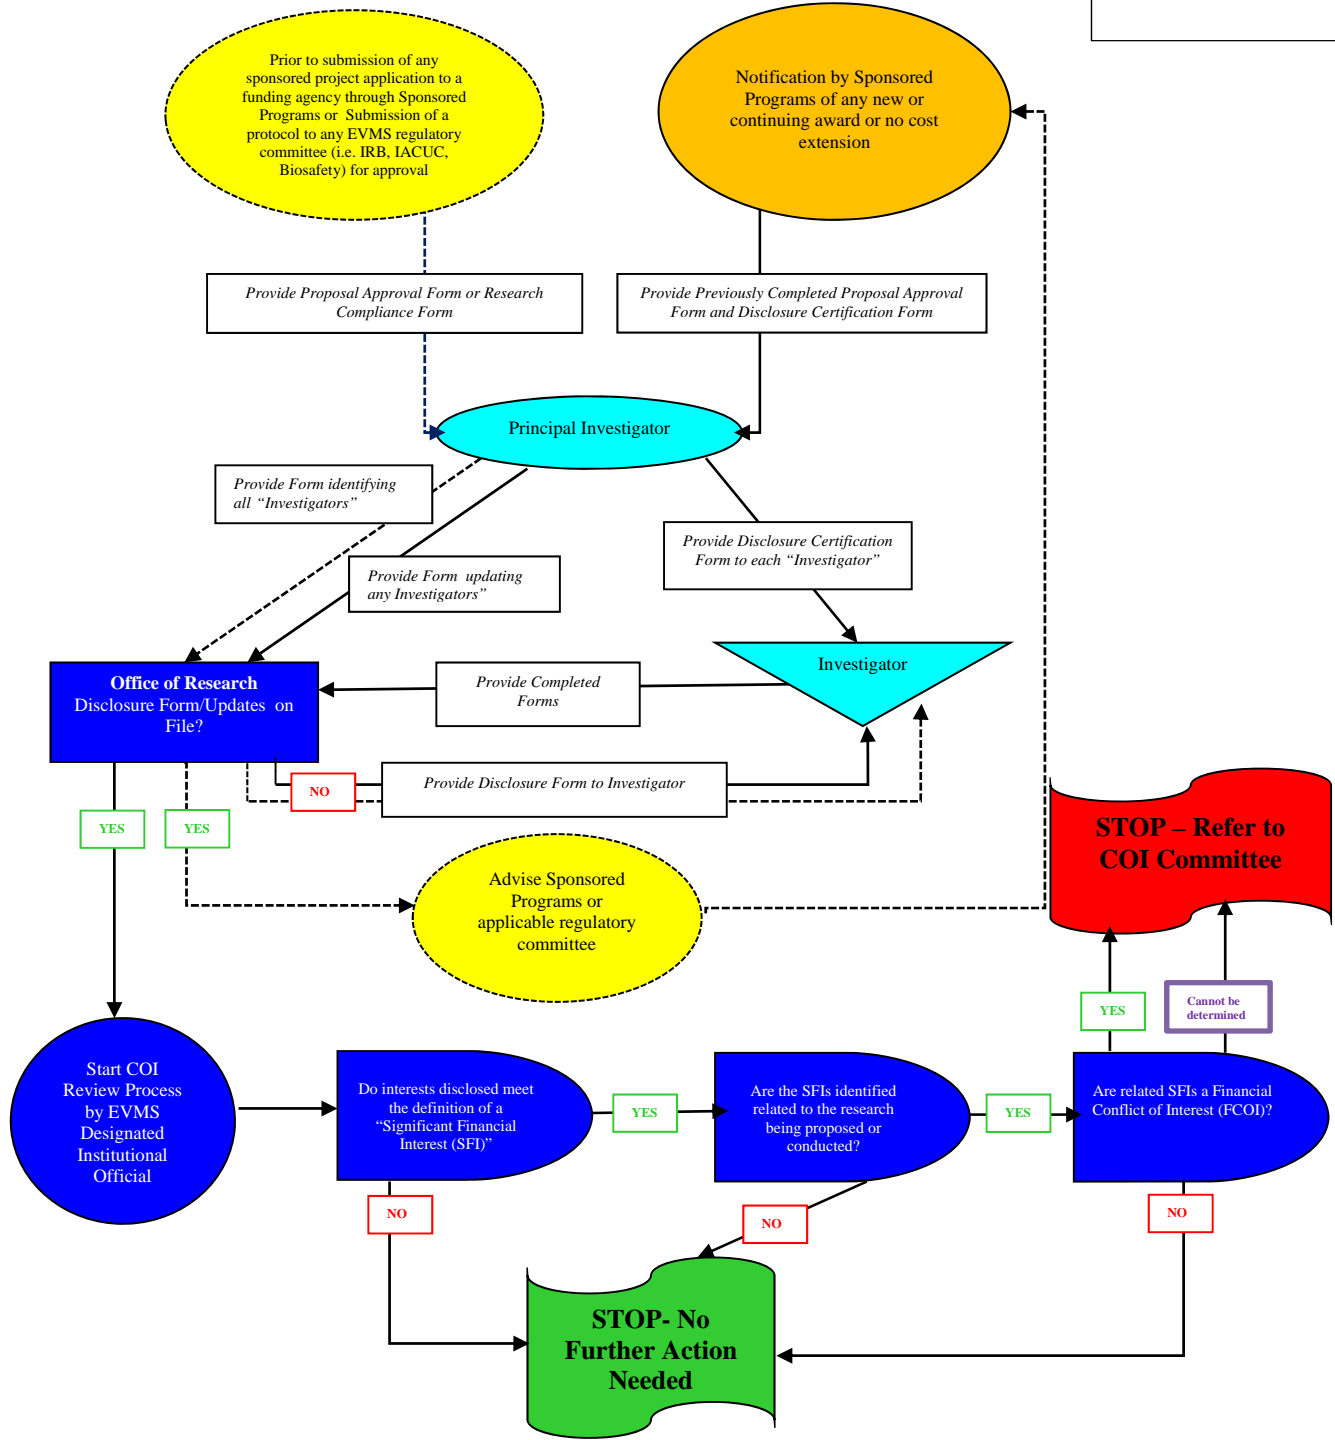 Prior to submission of any
sponsored project application to a
funding agency through Sponsored
Programs or Submission of a
protocol to any EVMS regulatory
committee (i.e. IRB, IACUC,
Biosafety) for approval
Notification by Sponsored
Programs of any new or
continuing award or no cost
extension
Provide Proposal Approval Form or Research
Compliance Form
Provide Previously Completed Proposal Approval
Form and Disclosure Certification Form
Principal Investigator
Provide Form identifying
all “Investigators”
Provide Form updating
any Investigators”
Provide Disclosure Certification
Form to each “Investigator”
Office of Research
Disclosure Form/Updates on
File?
Provide Completed
Forms
Investigator
NO
Provide Disclosure Form to Investigator
YES
YES
Advise Sponsored
Programs or
applicable regulatory
committee
STOP – Refer to
COI Committee
YES
Cannot be
determined
Start COI
Review Process
by EVMS
Designated
Institutional
Official
Do interests disclosed meet
the definition of a
“Significant Financial
Interest (SFI)”
YES
Are the SFIs identified
related to the research
being proposed or
conducted?
YES
Are related SFIs a Financial
Conflict of Interest (FCOI)?
NO
NO
NO
STOP- No
Further Action
Needed